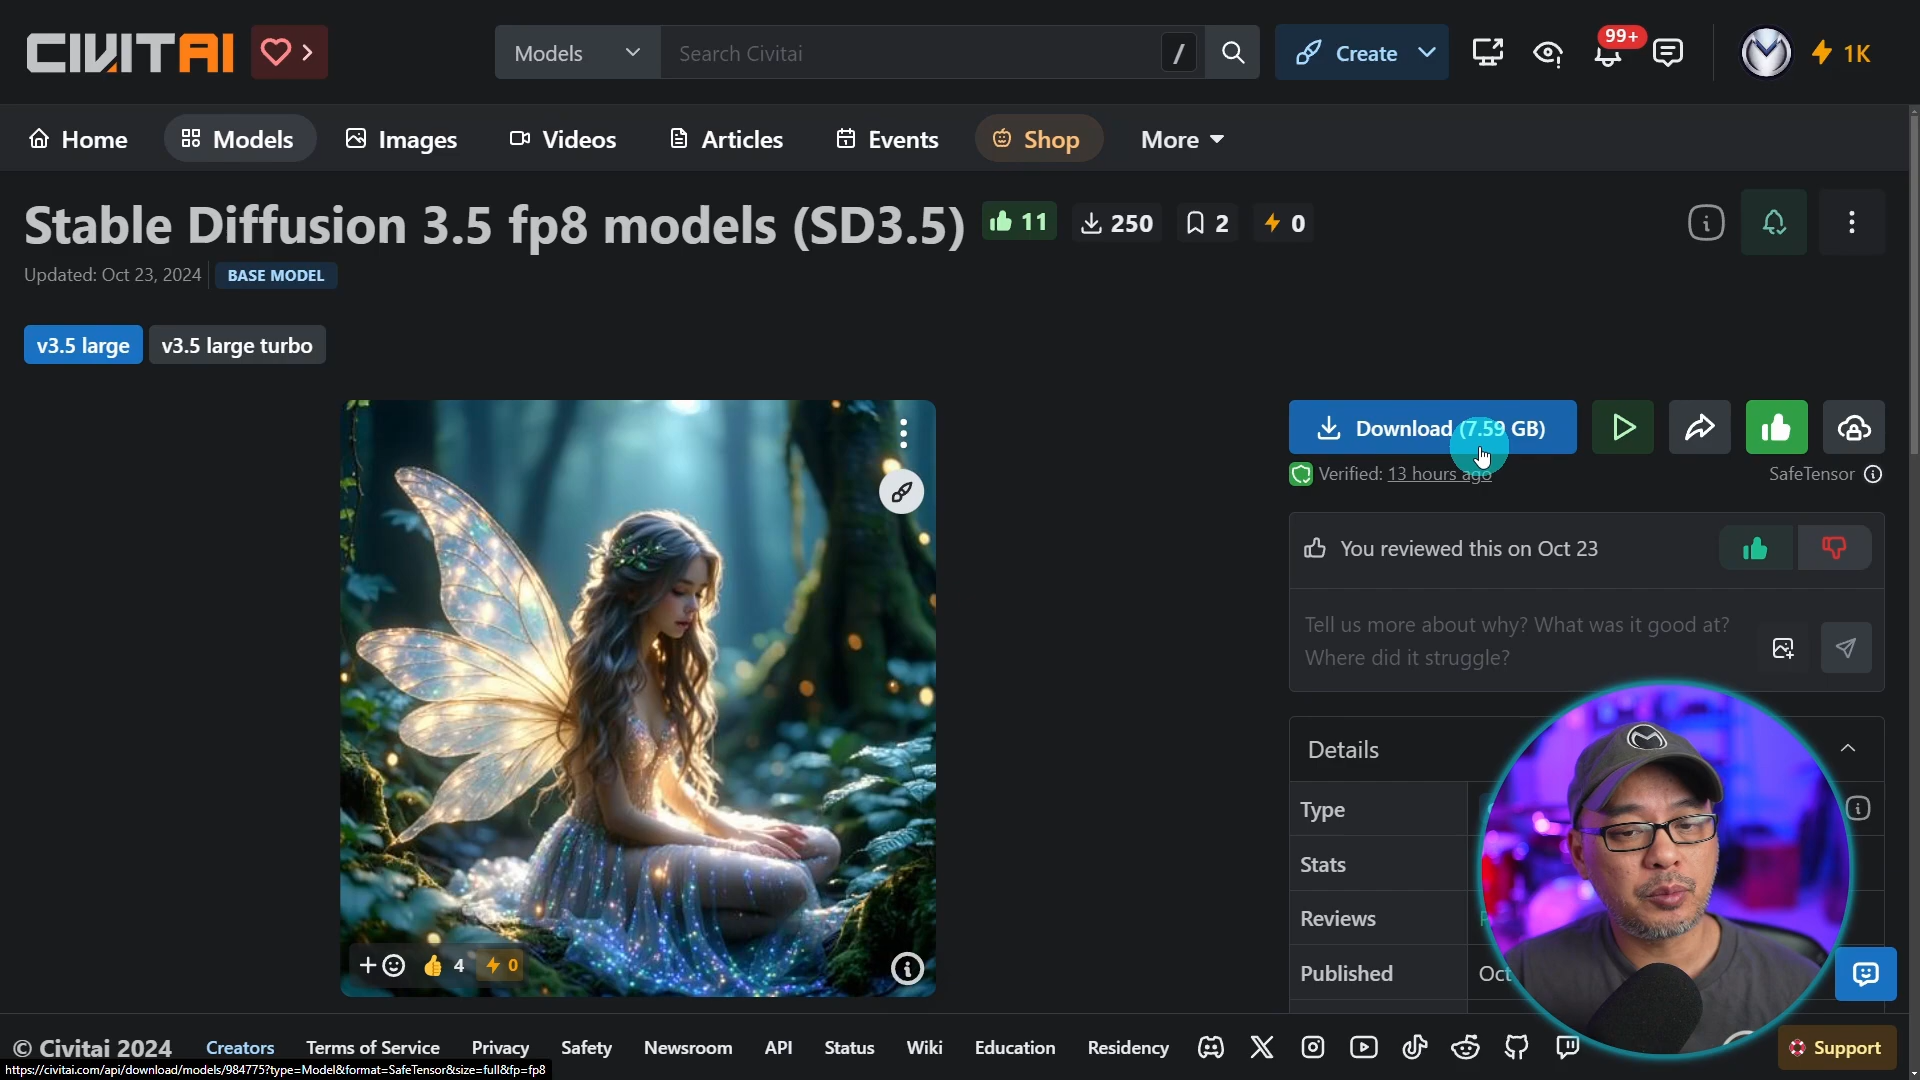 CIVITAI
Models
Search Civitai
/
Create
99+
1K
Home
Models
Images
Videos
Articles
Events
Shop
More
Stable Diffusion 3.5 fp8 models (SD3.5)
11
250
2
0
Updated: Oct 23, 2024
BASE MODEL
v3.5 large
v3.5 large turbo
Download (7.59 GB)
Verified: 13 hours ago
SafeTensor
You reviewed this on Oct 23
Tell us more about why? What was it good at?
Where did it struggle?
Details
Type
Stats
Reviews
Published
Oct
4
0
© Civitai 2024
Creators
Terms of Service
Privacy
Safety
Newsroom
API
Status
Wiki
Education
Residency
Support
https://civitai.com/api/download/models/984775?type=Model&format=SafeTensor&size=full&fp=fp8